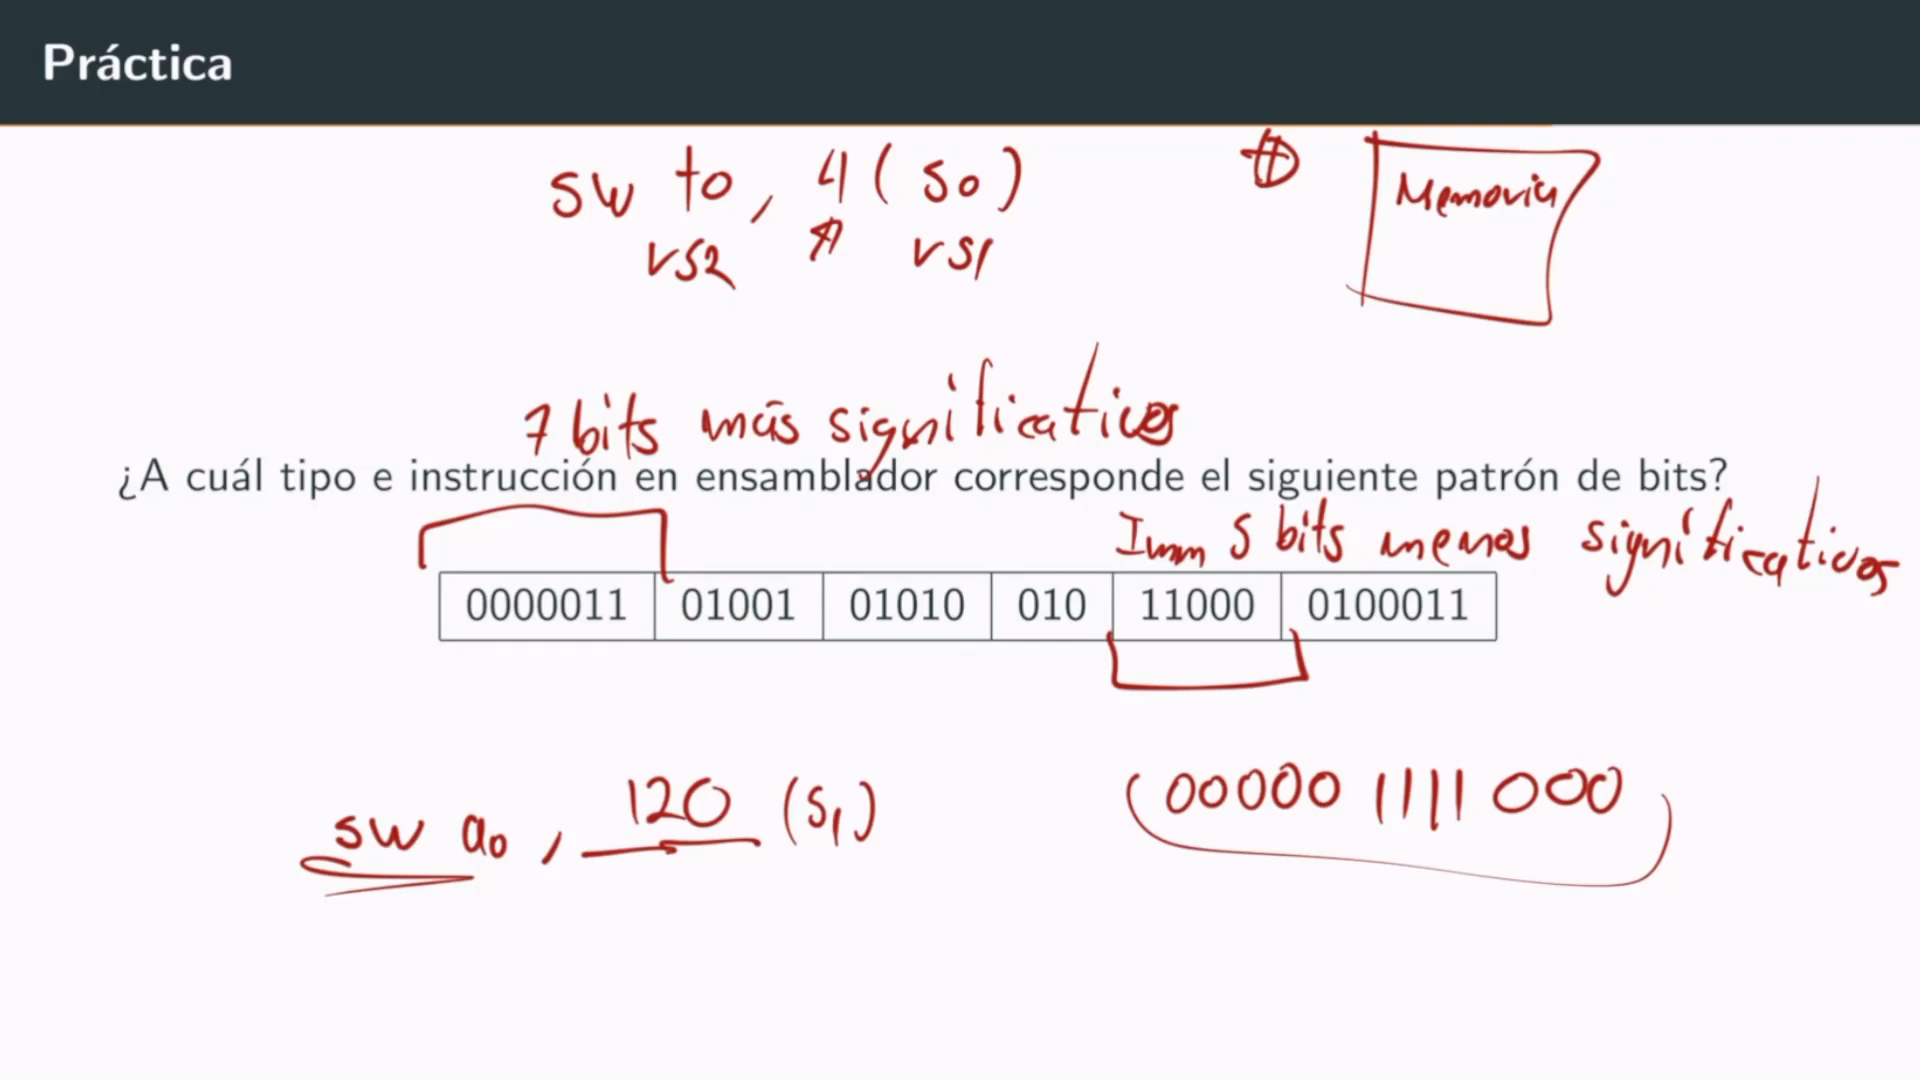 Práctica
sw t0, 4(s0)
rs2 rs1
Memoria
7 bits más significativos
¿A cuál tipo e instrucción en ensamblador corresponde el siguiente patrón de bits?
Imm 5 bits menos significativos
0000011 01001 01010 010 11000 0100011
sw a0, 120 (s1)
000001111000